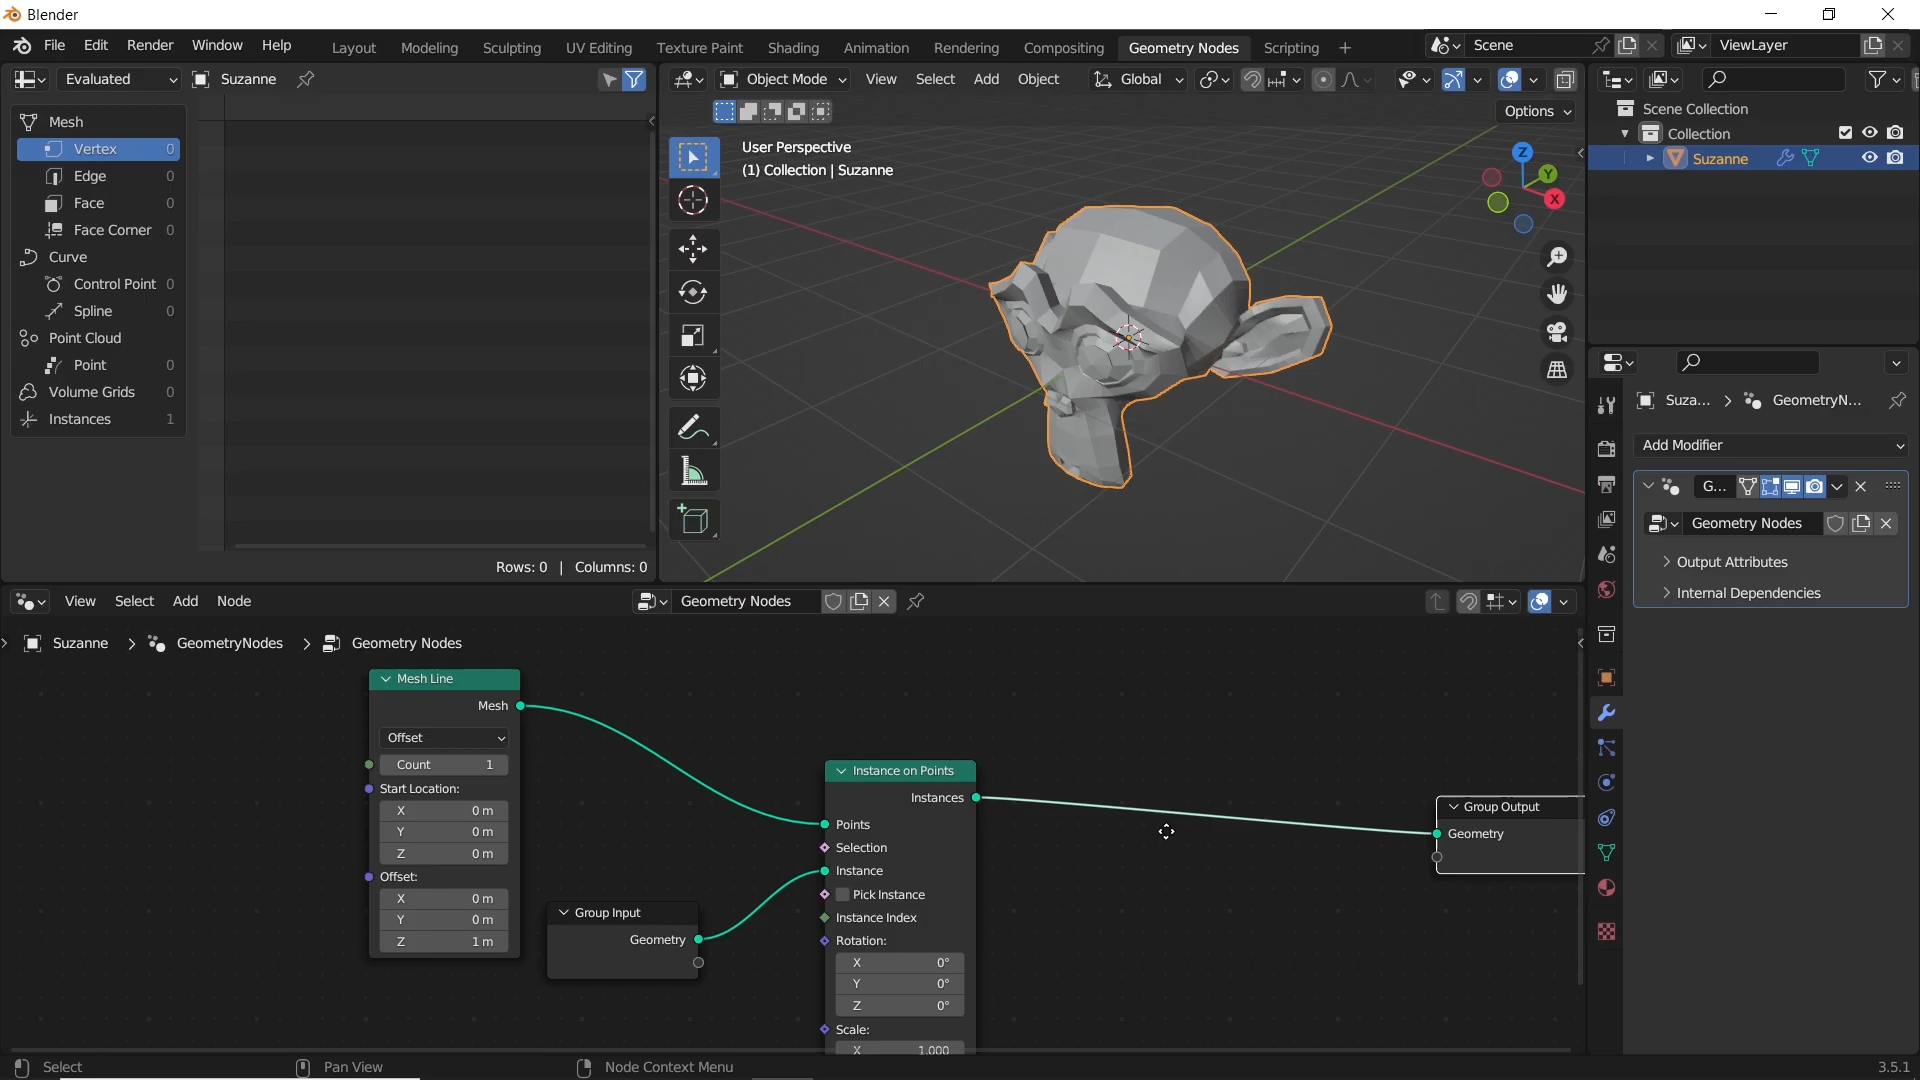 Blender
File Edit Render Window Help Layout Modeling Sculpting UV Editing Texture Paint Shading Animation Rendering Compositing Geometry Nodes Scripting + Scene ViewLayer
Evaluated Suzanne
Object Mode View Select Add Object Global
Options
Mesh
Vertex 0
Edge 0
Face 0
Face Corner 0
Curve
Control Point 0
Spline 0
Point Cloud
Point 0
Volume Grids 0
Instances 1
Rows: 0 | Columns: 0
User Perspective
(1) Collection | Suzanne
Z
Y
X
Scene Collection
Collection
Suzanne
Suza... > GeometryN...
Add Modifier
G...
Geometry Nodes
> Output Attributes
> Internal Dependencies
View Select Add Node Geometry Nodes
Suzanne > GeometryNodes > Geometry Nodes
Mesh Line
Mesh
Offset
Count 1
Start Location:
X 0 m
Y 0 m
Z 0 m
Offset:
X 0 m
Y 0 m
Z 1 m
Group Input
Geometry
Instance on Points
Instances
Points
Selection
Instance
Pick Instance
Instance Index
Rotation:
X 0°
Y 0°
Z 0°
Scale:
X 1.000
Group Output
Geometry
Select Pan View Node Context Menu 3.5.1